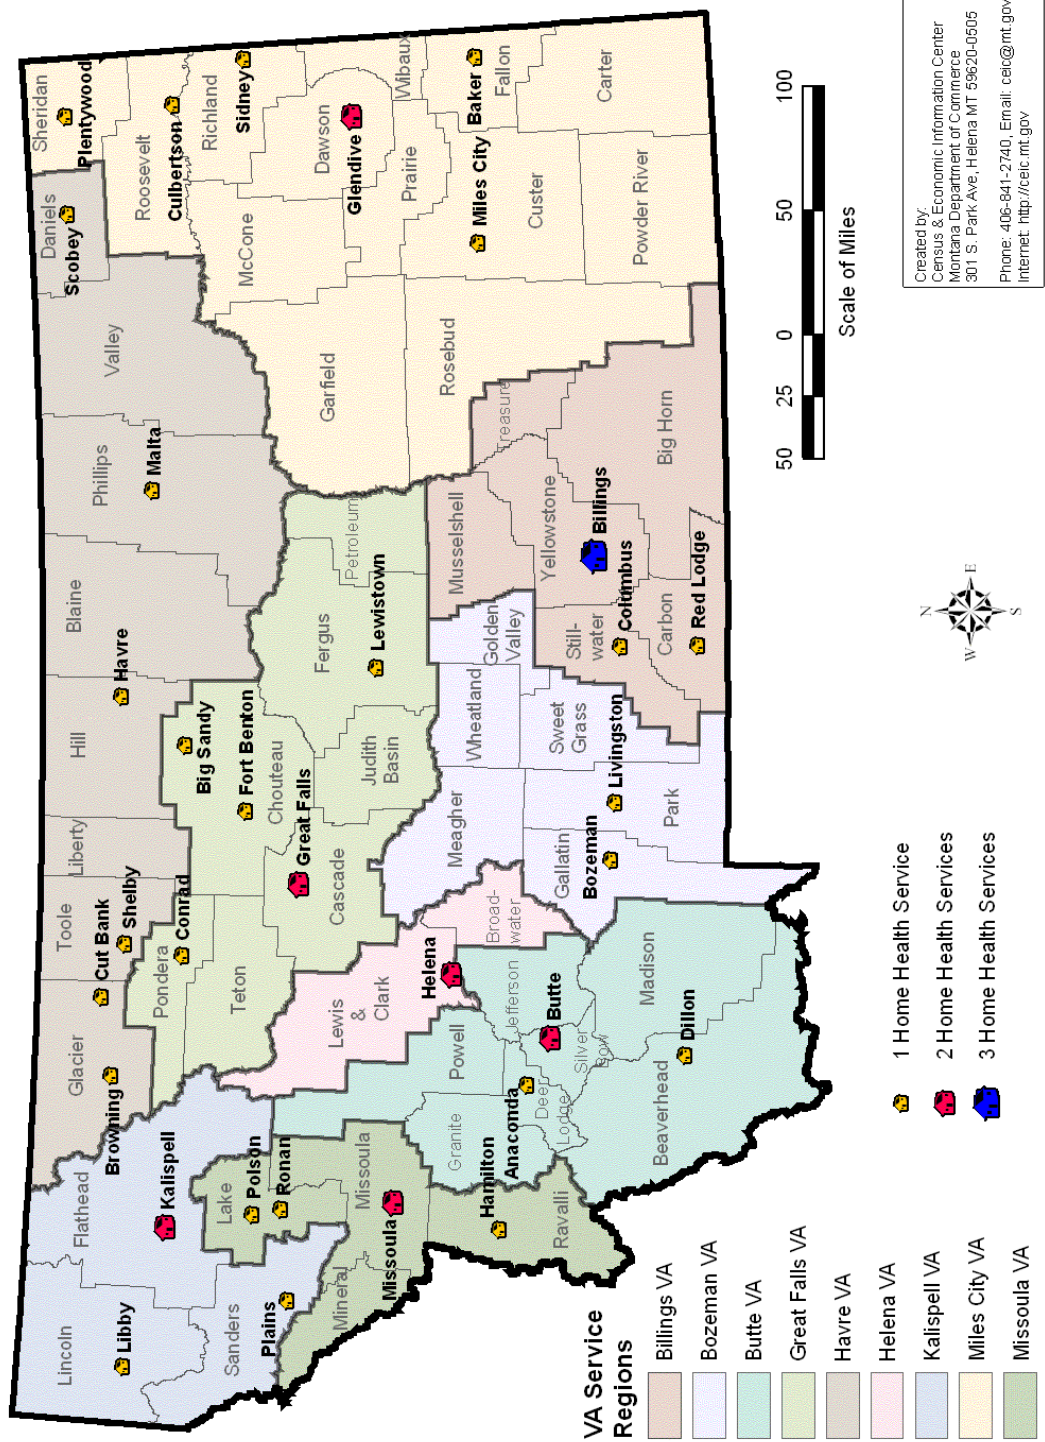 Lincoln
Flathead
Glacier
Toole
Liberty
Hill
Blaine
Phillips
Valley
Daniels
Sheridan
Libby
Kalispell
Browning
Cut Bank
Shelby
Havre
Malta
Scobey
Plentywood
Sanders
Plains
Lake
Polson
Ronan
Pondera
Conrad
Teton
Big Sandy
Fort Benton
Chouteau
Great Falls
Cascade
Roosevelt
Culbertson
Richland
Sidney
McCone
Dawson
Glendive
Garfield
Prairie
Wibaux
Mineral
Missoula
Missoula
Lewis
&
Clark
Helena
Judith
Basin
Fergus
Lewistown
Petroleum
Powell
Granite
Meagher
Wheatland
Golden
Valley
Musselshell
Rosebud
Treasure
Miles City
Custer
Baker
Fallon
Carter
Powder River
Hamilton
Ravalli
Anaconda
Deer
Lodge
Silver
Bow
Butte
Jefferson
Broad-
water
Gallatin
Bozeman
Livingston
Park
Sweet
Grass
Still-
water
Columbus
Yellowstone
Billings
Big Horn
Carbon
Red Lodge
Madison
Beaverhead
Dillon
VA Service
Regions
Billings VA
Bozeman VA
Butte VA
Great Falls VA
Havre VA
Helena VA
Kalispell VA
Miles City VA
Missoula VA
1 Home Health Service
2 Home Health Services
3 Home Health Services
N
W
E
S
50 25 0 50 100
Scale of Miles
Created by:
Census & Economic Information Center
Montana Department of Commerce
301 S. Park Ave, Helena MT 59620-0505
Phone: 406-841-2740, Email: ceic@mt.gov
Internet: http://ceic.mt.gov